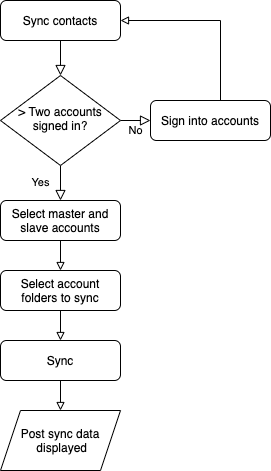 Sync contacts
> Two accounts
signed in?
No
Sign into accounts
Yes
Select master and
slave accounts
Select account
folders to sync
Sync
Post sync data
displayed